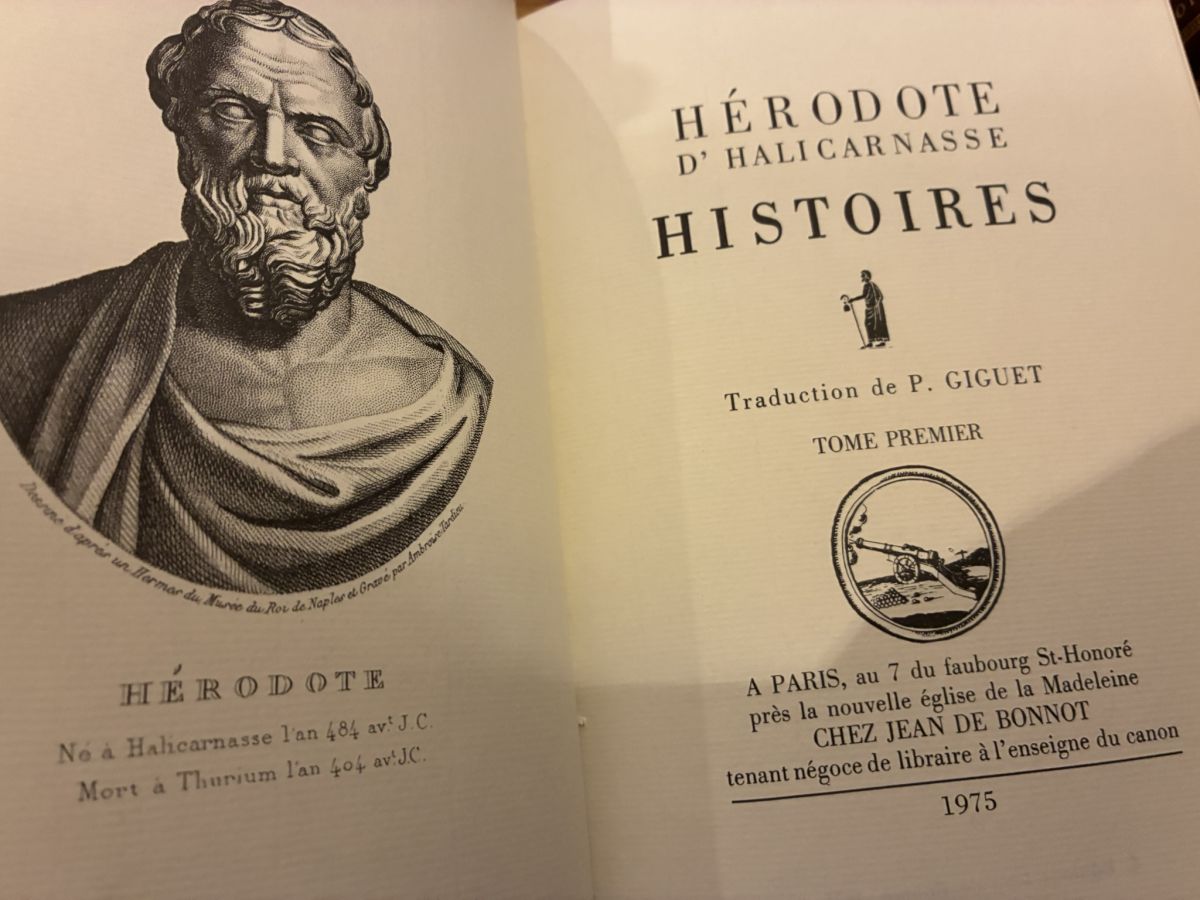 Dessiné d'après un Hermes du Musée du Roi de Naples et Gravé par Ambroise Tardieu.
HÉRODOTE
Né à Halicarnasse l'an 484 avt J.C.
Mort à Thurium l'an 404 avt J.C.
HÉRODOTE
D' HALICARNASSE
HISTOIRES
Traduction de P. GIGUET
TOME PREMIER
A PARIS, au 7 du faubourg St-Honoré
près la nouvelle église de la Madeleine
CHEZ JEAN DE BONNOT
tenant négoce de libraire à l'enseigne du canon
1975